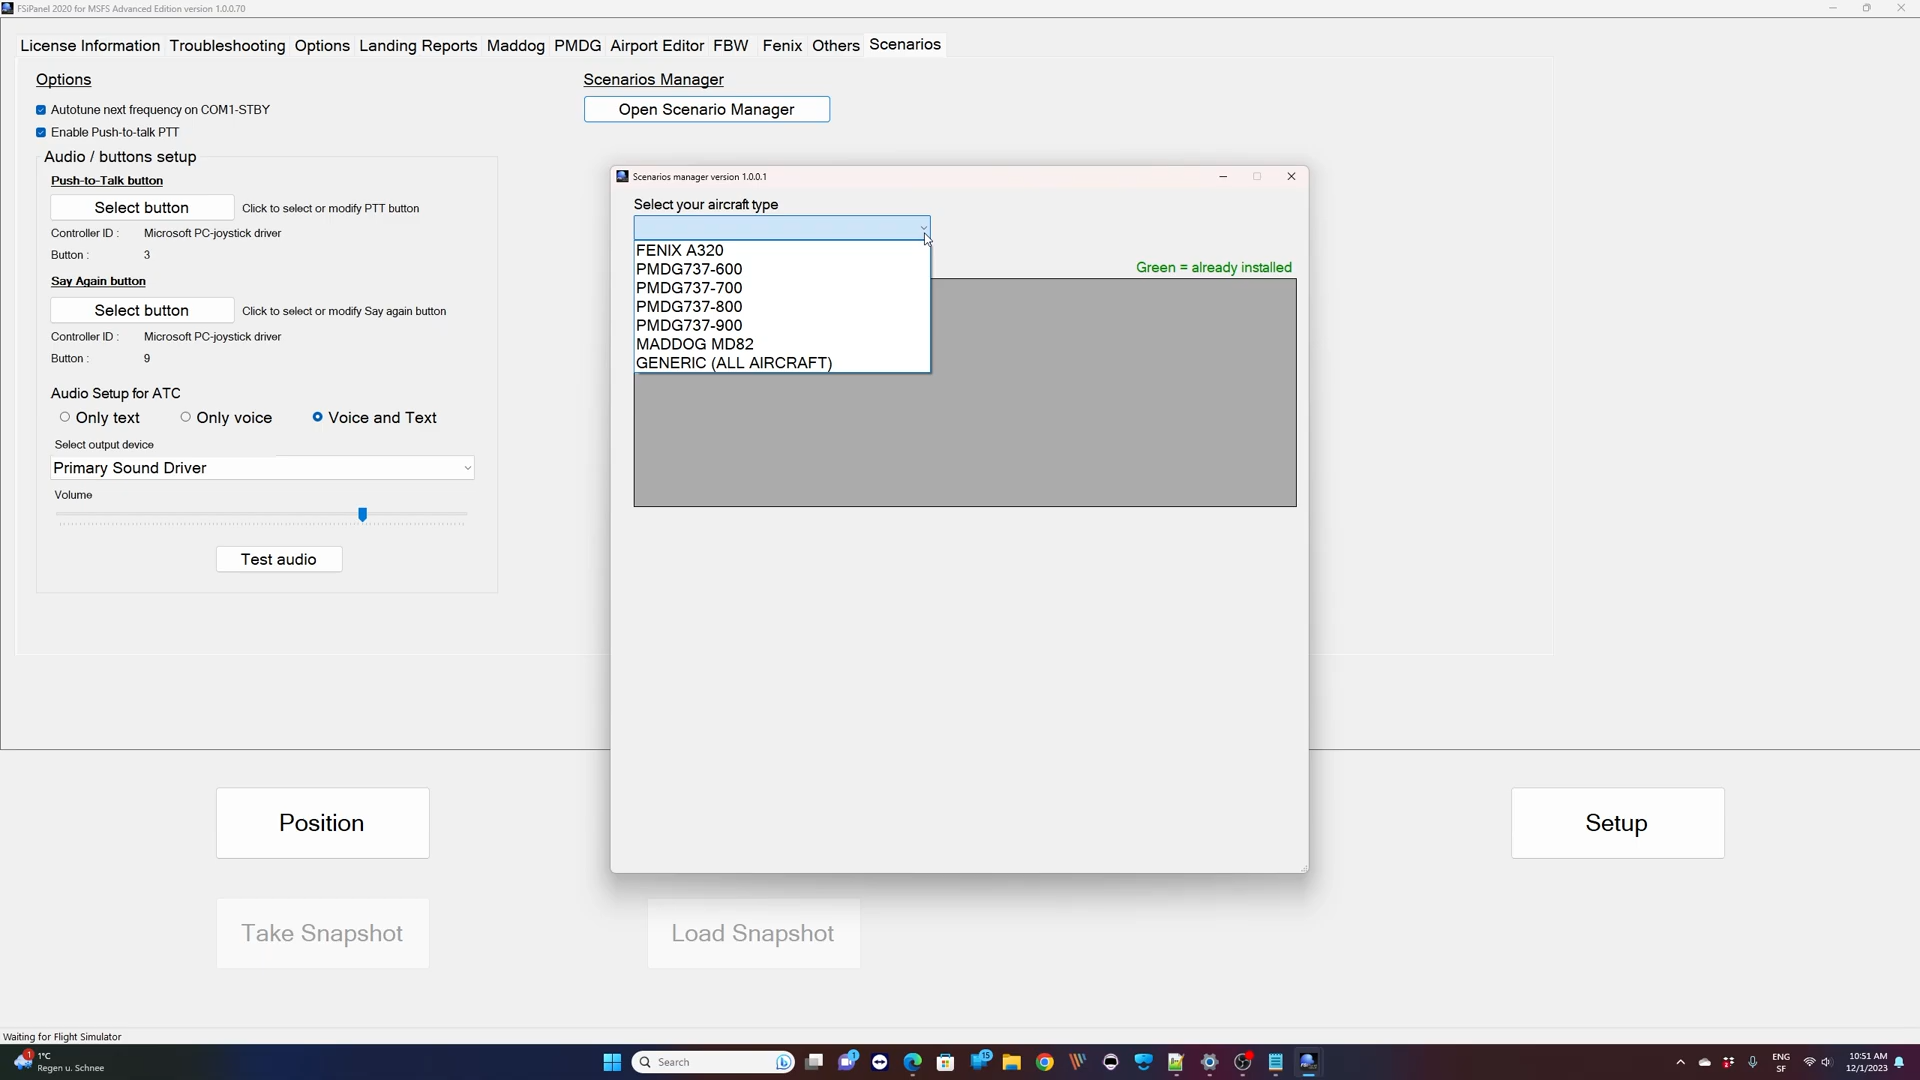 FSiPanel 2020 for MSFS Advanced Edition version 1.0.0.70
License Information Troubleshooting Options Landing Reports Maddog PMDG Airport Editor FBW Fenix Others Scenarios
Options
Autotune next frequency on COM1-STBY
Enable Push-to-talk PTT
Audio / buttons setup
Push-to-Talk button
Select button Click to select or modify PTT button
Controller ID : Microsoft PC-joystick driver
Button : 3
Say Again button
Select button Click to select or modify Say again button
Controller ID : Microsoft PC-joystick driver
Button : 9
Audio Setup for ATC
Only text Only voice Voice and Text
Select output device
Primary Sound Driver
Volume
Test audio
Scenarios Manager
Open Scenario Manager
Scenarios manager version 1.0.0.1
Select your aircraft type
FENIX A320
PMDG737-600
PMDG737-700
PMDG737-800
PMDG737-900
MADDOG MD82
GENERIC (ALL AIRCRAFT)
Green = already installed
Position
Setup
Take Snapshot
Load Snapshot
Waiting for Flight Simulator
1
1°C
Regen u. Schnee
Search
1
15
ENG
SF
10:51 AM
12/1/2023